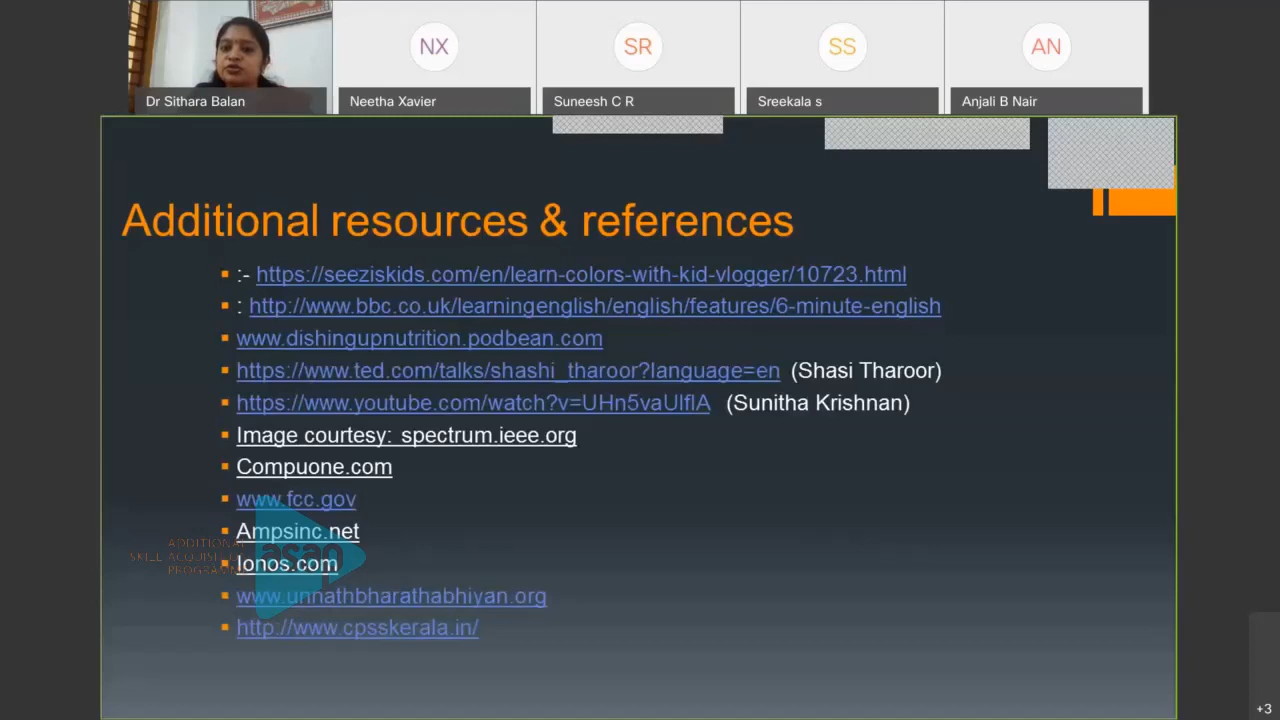 NX
SR
SS
AN
Dr Sithara Balan
Neetha Xavier
Suneesh C R
Sreekala s
Anjali B Nair
Additional resources & references
:- https://seeziskids.com/en/learn-colors-with-kid-vlogger/10723.html
: http://www.bbc.co.uk/learningenglish/english/features/6-minute-english
www.dishingupnutrition.podbean.com
https://www.ted.com/talks/shashi_tharoor?language=en (Shasi Tharoor)
https://www.youtube.com/watch?v=UHn5vaUlflA (Sunitha Krishnan)
Image courtesy: spectrum.ieee.org
Compuone.com
www.fcc.gov
Ampsinc.net
Ionos.com
www.unnathbharathabhiyan.org
http://www.cpsskerala.in/
ADDITIONAL
SKILL ACQUISITION
PROGRAMME
asap
+3